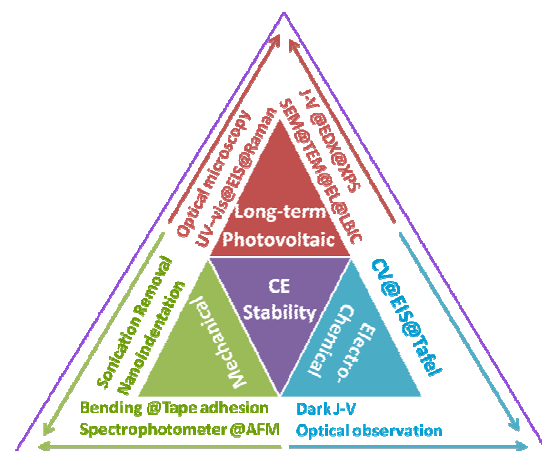 Optical microscopy
UV-vis@EIS@Raman
J-V @EDX@XPS
SEM@TEM@EL@LBIC
Long-term
Photovoltaic
CE
Stability
Mechanical
Electro-
Chemical
Sonication Removal
Nanoindentation
CV@EIS@Tafel
Bending @Tape adhesion
Spectrophotometer @AFM
Dark J-V
Optical observation